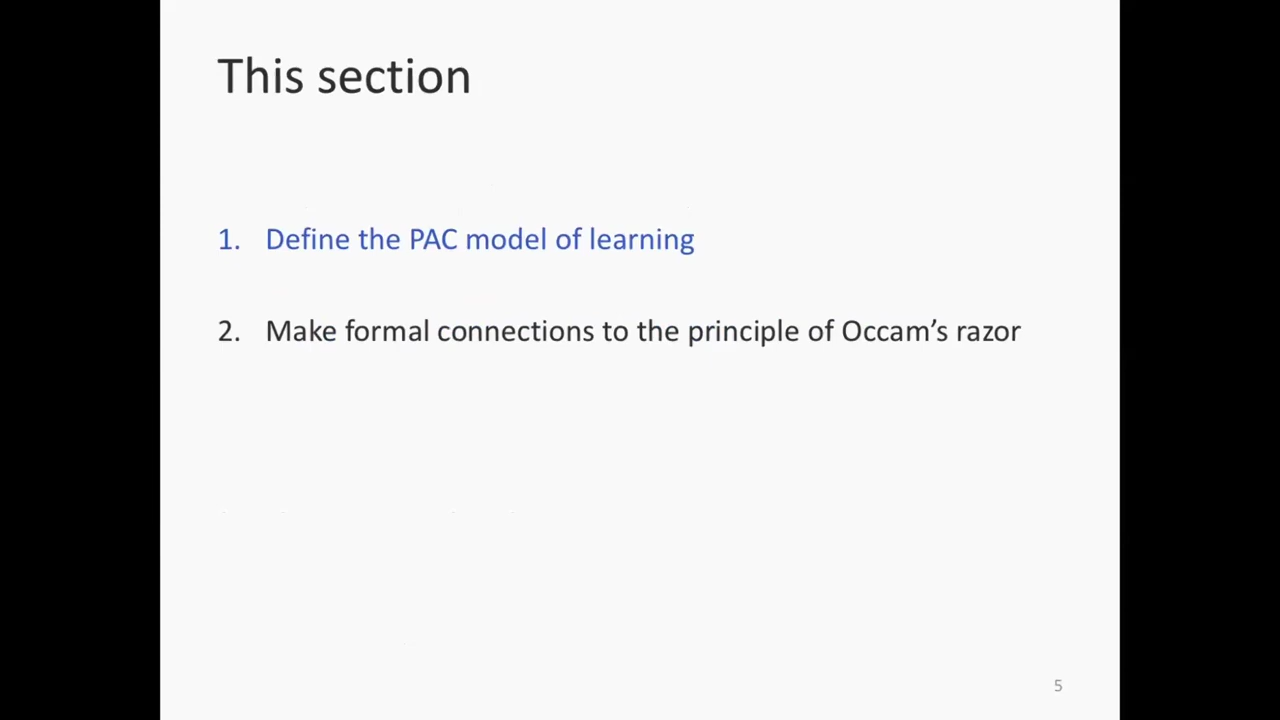 This section
1. Define the PAC model of learning
2. Make formal connections to the principle of Occam’s razor
5